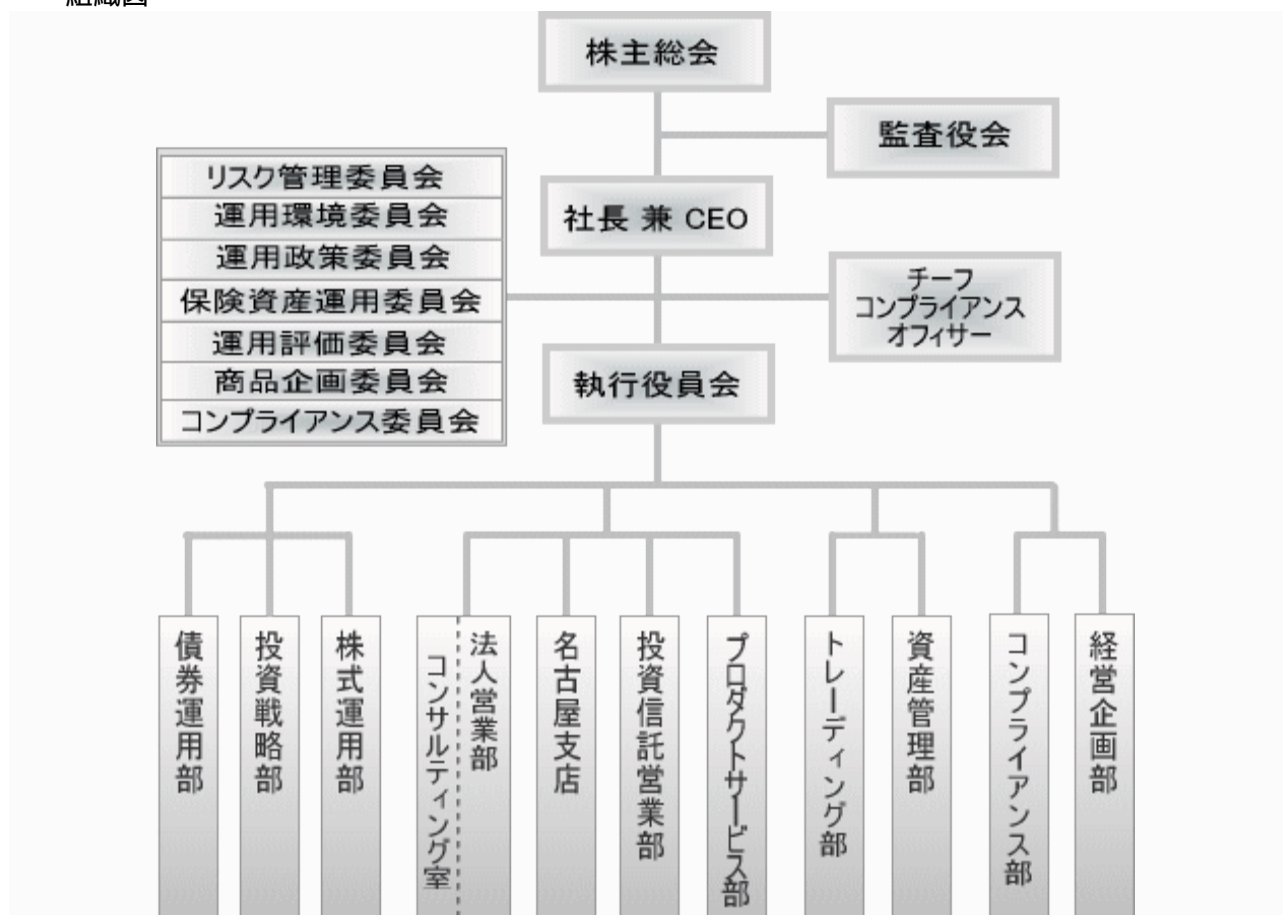 組織図
株主総会
監査役会
リスク管理委員会
運用環境委員会
運用政策委員会
保険資産運用委員会
運用評価委員会
商品企画委員会
コンプライアンス委員会
社長 兼 CEO
チーフ
コンプライアンス
オフィサー
執行役員会
債券運用部
投資戦略部
株式運用部
法人営業部
コンサルティング室
名古屋支店
投資信託営業部
プロダクトサービス部
トレーディング部
資産管理部
コンプライアンス部
経営企画部